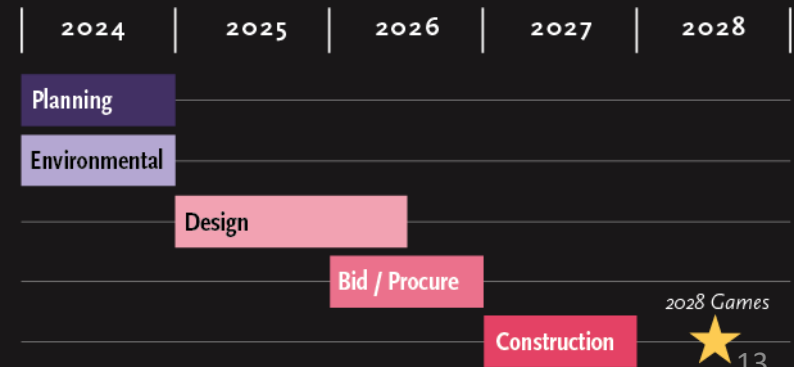 2024 2025 2026 2027 2028
Planning
Environmental
Design
Bid / Procure
2028 Games
Construction
13